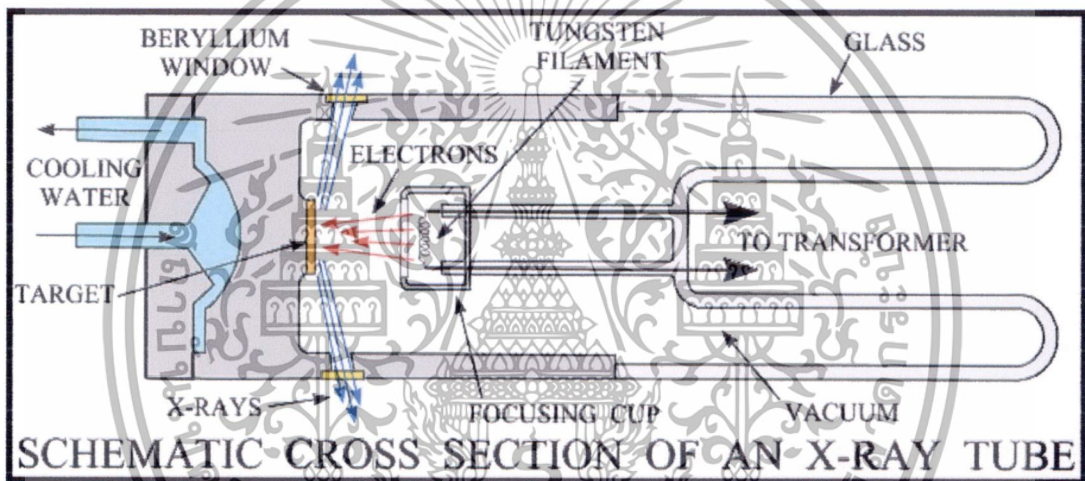 BERYLLIUM
WINDOW
TUNGSTEN
FILAMENT
GLASS
ELECTRONS
COOLING
WATER
TO TRANSFORMER
TARGET
X-RAYS
FOCUSING CUP
VACUUM
SCHEMATIC CROSS SECTION OF AN X-RAY TUBE